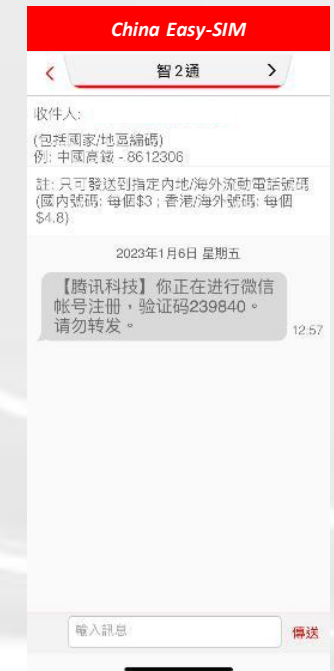 China Easy-SIM
< 智2通 >
收件人:
(包括國家/地區編碼)
例: 中國高鐵 - 8612306
註: 只可發送到指定内地/海外流動電話號碼
(國内號碼: 每個$3 ; 香港/海外號碼: 每個
$4.8)
2023年1月6日 星期五
【腾讯科技】你正在进行微信
帐号注册，验证码239840。
请勿转发。
12:57
輸入訊息
傳送